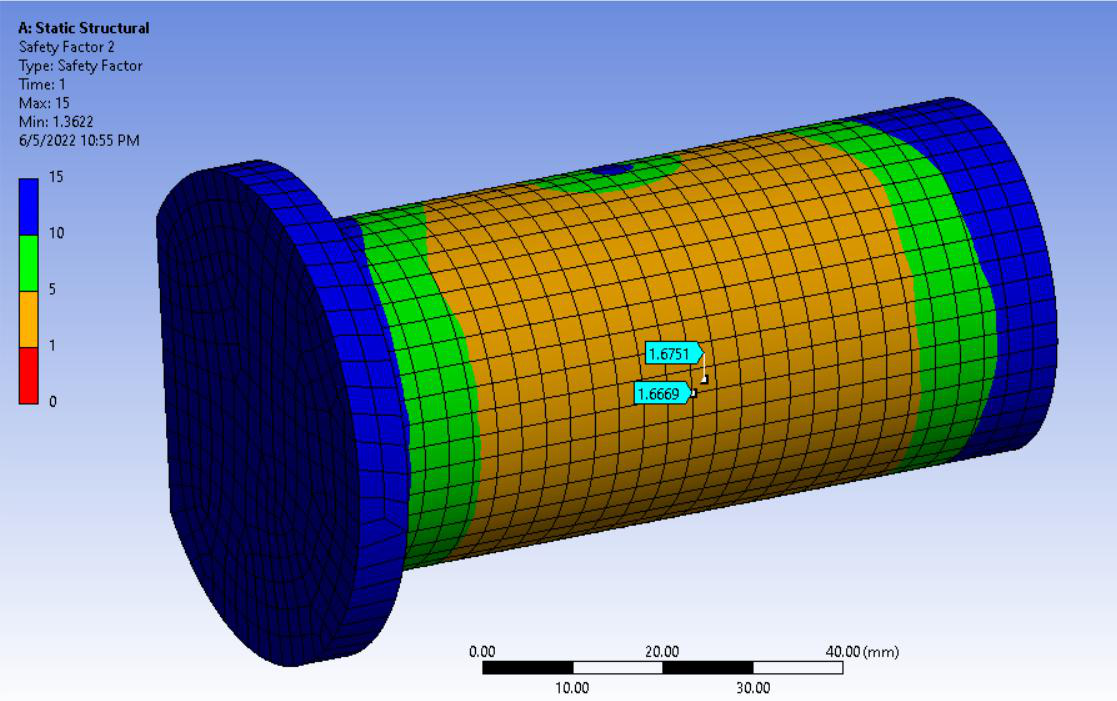 A: Static Structural
Safety Factor 2
Type: Safety Factor
Time: 1
Max: 15
Min: 1.3622
6/5/2022 10:55 PM
15
10
5
1
0
1.6751
1.6669
0.00 20.00 40.00 (mm)
10.00 30.00